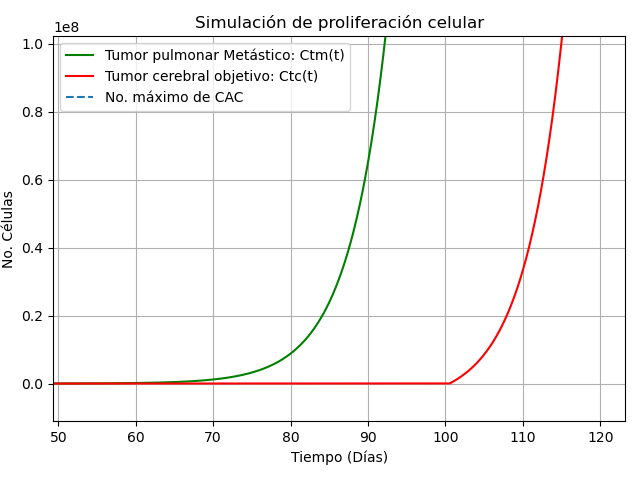 Simulación de proliferación celular
1e8
Tumor pulmonar Metástico: Ctm(t)
Tumor cerebral objetivo: Ctc(t)
No. máximo de CAC
No. Células
1.0
0.8
0.6
0.4
0.2
0.0
50 60 70 80 90 100 110 120
Tiempo (Días)